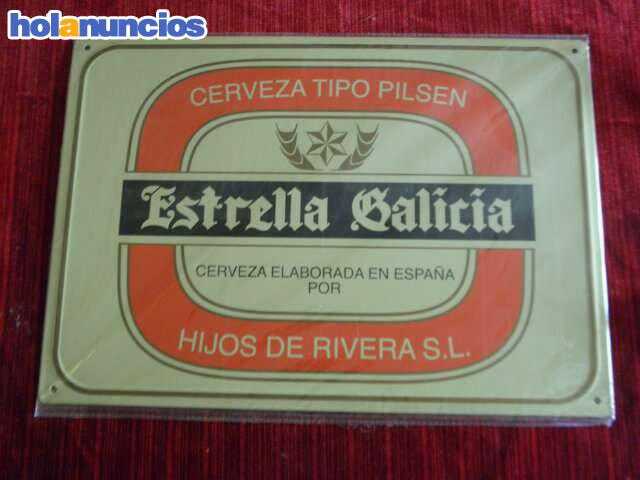 holanuncios
CERVEZA TIPO PILSEN
Estrella Galicia
CERVEZA ELABORADA EN ESPAÑA
POR
HIJOS DE RIVERA S.L.